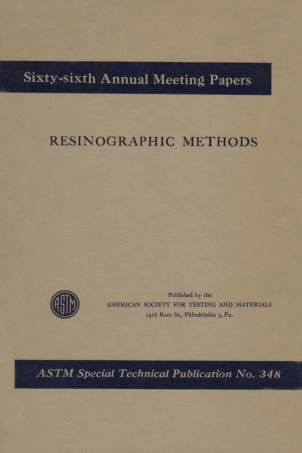 Sixty-sixth Annual Meeting Papers
RESINOGRAPHIC METHODS
ASTM
Published by the
AMERICAN SOCIETY FOR TESTING AND MATERIALS
1916 Race St., Philadelphia 3, Pa.
ASTM Special Technical Publication No. 348